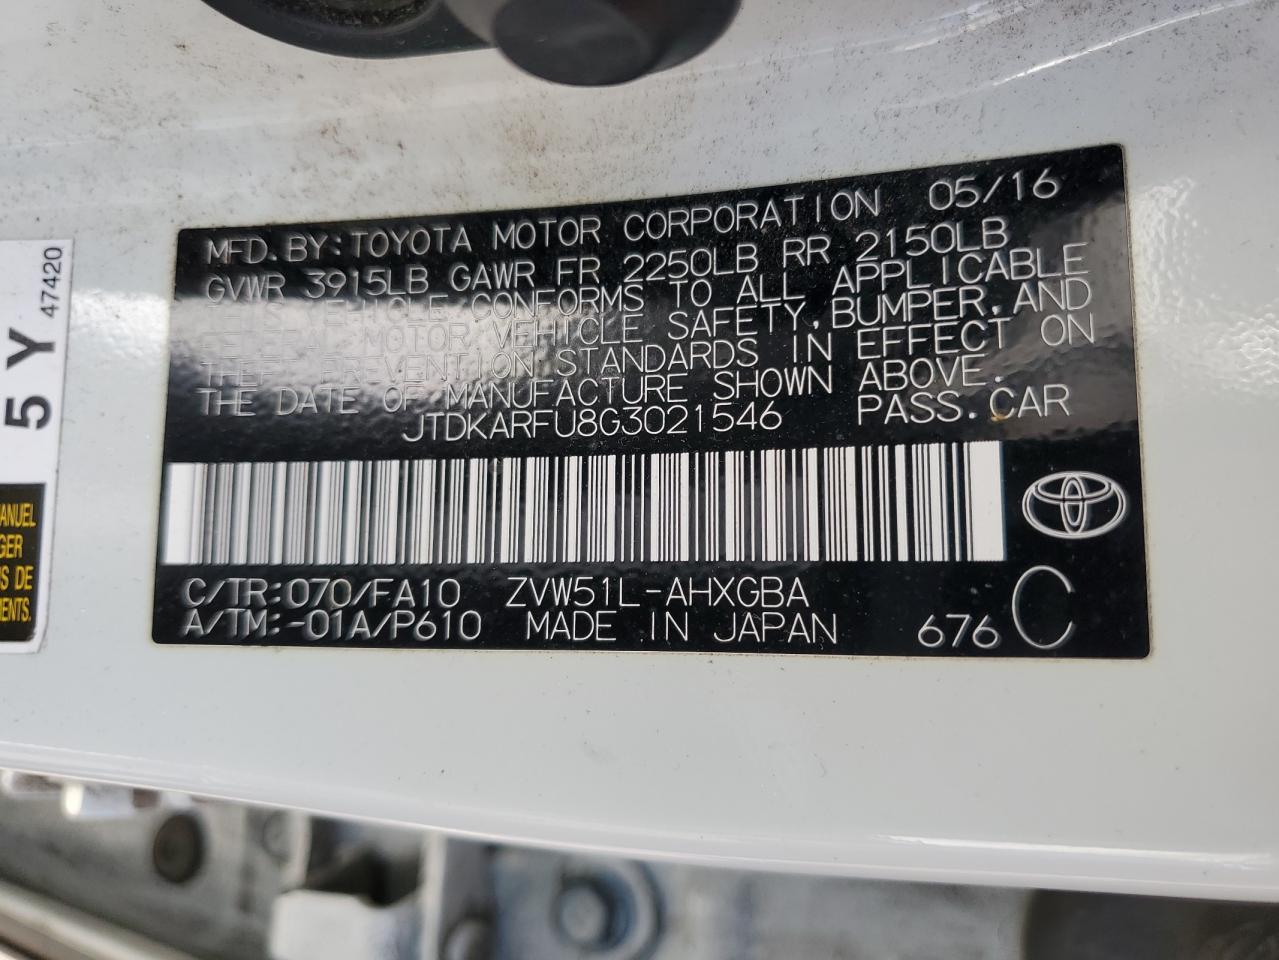 MFD. BY: TOYOTA MOTOR CORPORATION 05/16
GVWR 3915LB GAWR FR 2250LB RR 2150LB
THIS VEHICLE CONFORMS TO ALL APPLICABLE
FEDERAL MOTOR VEHICLE SAFETY, BUMPER, AND
THEFT PREVENTION STANDARDS IN EFFECT ON
THE DATE OF MANUFACTURE SHOWN ABOVE.
JTDKARFU8G3021546 PASS. CAR
C/TR: 070/FA10 ZVW51L-AHXGBA
A/TM: -01A/P610 MADE IN JAPAN 676 C
5 Y 47420
GER
DE